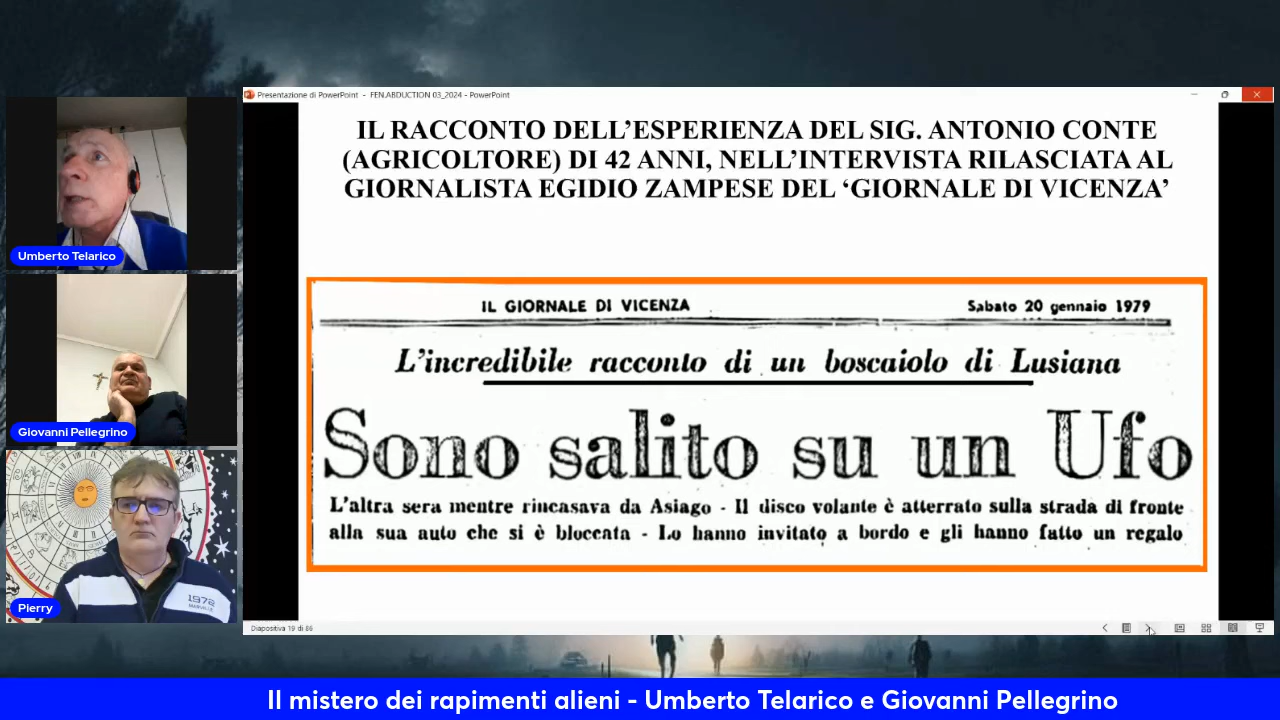 Presentazione di PowerPoint - FEN.ABDUCTION 03_2024 - PowerPoint
IL RACCONTO DELL’ESPERIENZA DEL SIG. ANTONIO CONTE
(AGRICOLTORE) DI 42 ANNI, NELL’INTERVISTA RILASCIATA AL
GIORNALISTA EGIDIO ZAMPESE DEL ‘GIORNALE DI VICENZA’
IL GIORNALE DI VICENZA Sabato 20 gennaio 1979
L'incredibile racconto di un boscaiolo di Lusiana
Sono salito su un Ufo
L'altra sera mentre rincasava da Asiago - Il disco volante è atterrato sulla strada di fronte
alla sua auto che si è bloccata - Lo hanno invitato a bordo e gli hanno fatto un regalo
Diapositiva 19 di 86
Umberto Telarico
Giovanni Pellegrino
1972
Pierry
Il mistero dei rapimenti alieni - Umberto Telarico e Giovanni Pellegrino